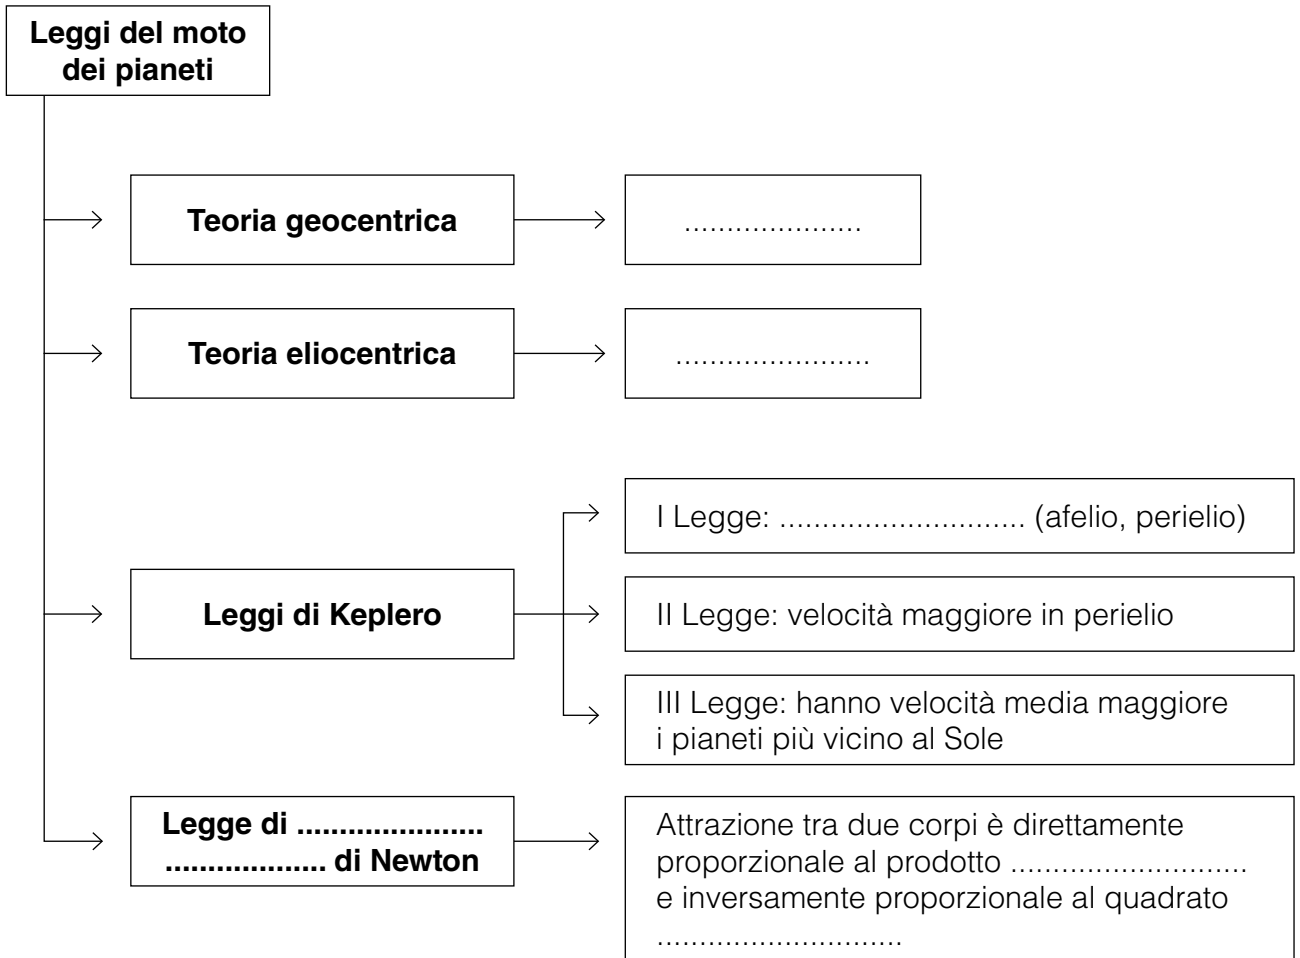 Leggi del moto
dei pianeti
Teoria geocentrica
.....................
Teoria eliocentrica
.......................
Leggi di Keplero
I Legge: ............................. (afelio, perielio)
II Legge: velocità maggiore in perielio
III Legge: hanno velocità media maggiore
i pianeti più vicino al Sole
Legge di ......................
................... di Newton
Attrazione tra due corpi è direttamente
proporzionale al prodotto ............................
e inversamente proporzionale al quadrato
.............................